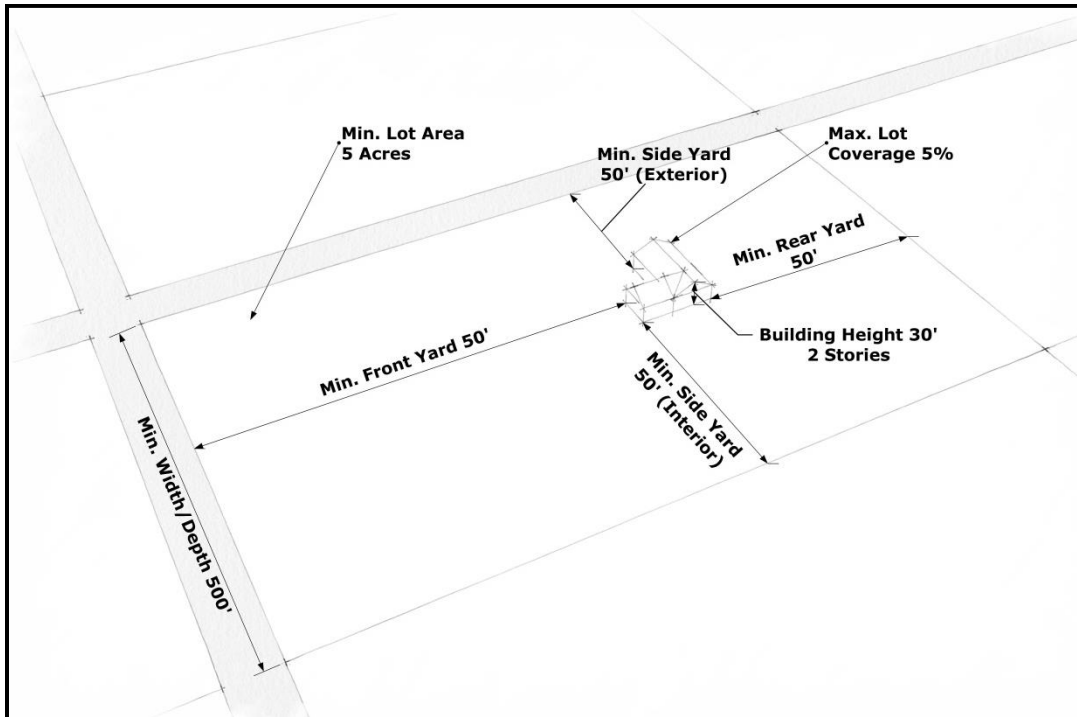 Min. Lot Area
5 Acres
Min. Side Yard
50' (Exterior)
Max. Lot
Coverage 5%
Min. Rear Yard
50'
Building Height 30'
2 Stories
Min. Front Yard 50'
Min. Side Yard
50' (Interior)
Min. Width/Depth 500'